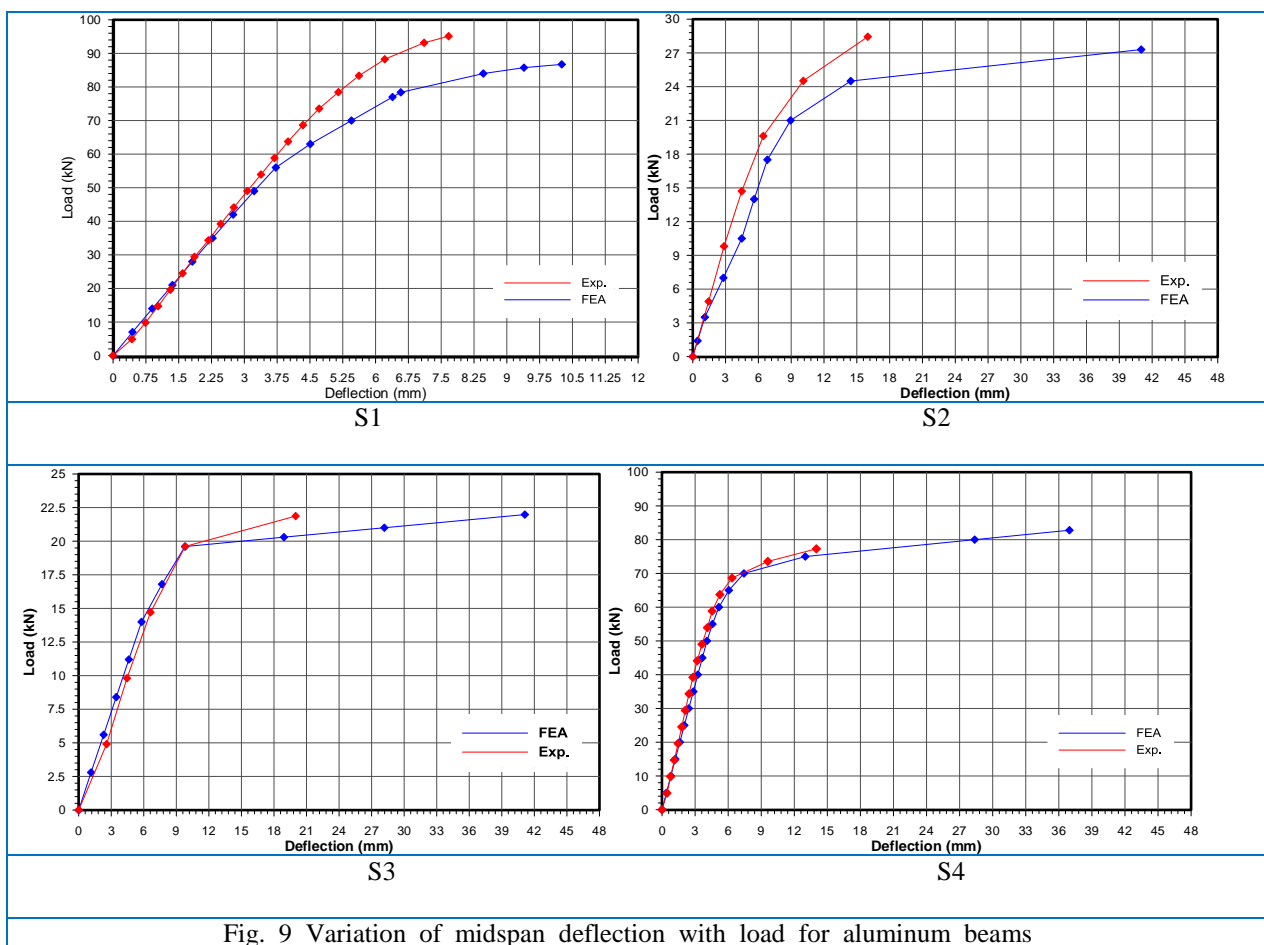 100
90
80
70
60
50
40
30
20
10
0
Load (kN)
Exp.
FEA
0 0.75 1.5 2.25 3 3.75 4.5 5.25 6 6.75 7.5 8.25 9 9.75 10.5 11.25 12
Deflection (mm)
S1
30
27
24
21
18
15
12
9
6
3
0
Load (kN)
Exp.
FEA
0 3 6 9 12 15 18 21 24 27 30 33 36 39 42 45 48
Deflection (mm)
S2
25
22.5
20
17.5
15
12.5
10
7.5
5
2.5
0
Load (kN)
FEA
Exp.
0 3 6 9 12 15 18 21 24 27 30 33 36 39 42 45 48
Deflection (mm)
S3
100
90
80
70
60
50
40
30
20
10
0
Load (kN)
FEA
Exp.
0 3 6 9 12 15 18 21 24 27 30 33 36 39 42 45 48
Deflection (mm)
S4
Fig. 9 Variation of midspan deflection with load for aluminum beams